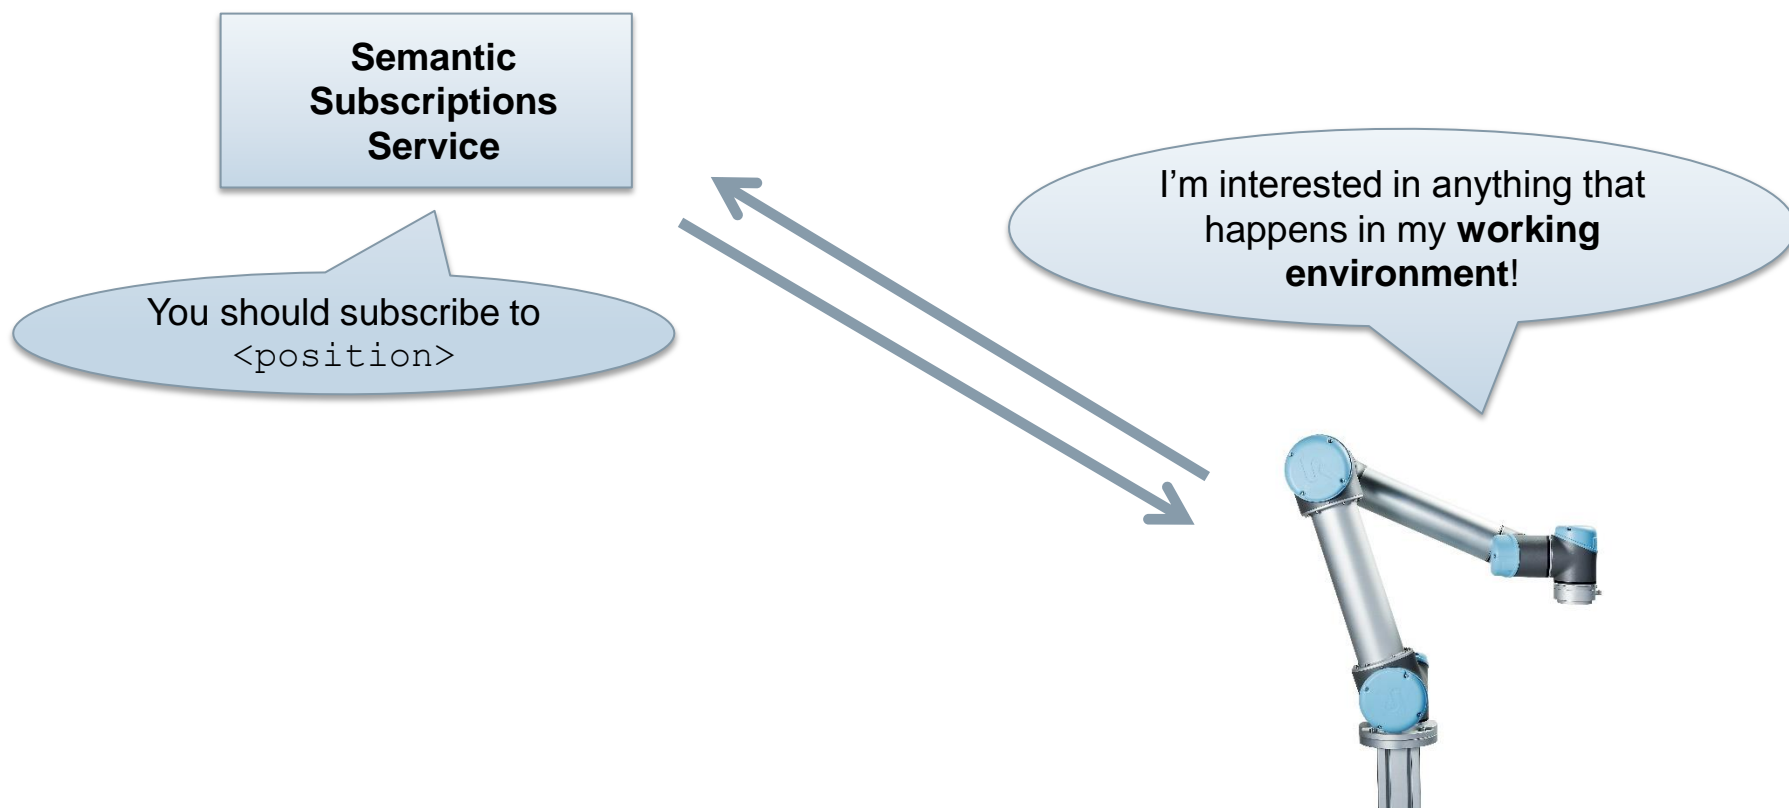 Semantic
Subscriptions
Service
I’m interested in anything that
happens in my working
environment!
You should subscribe to
<position>